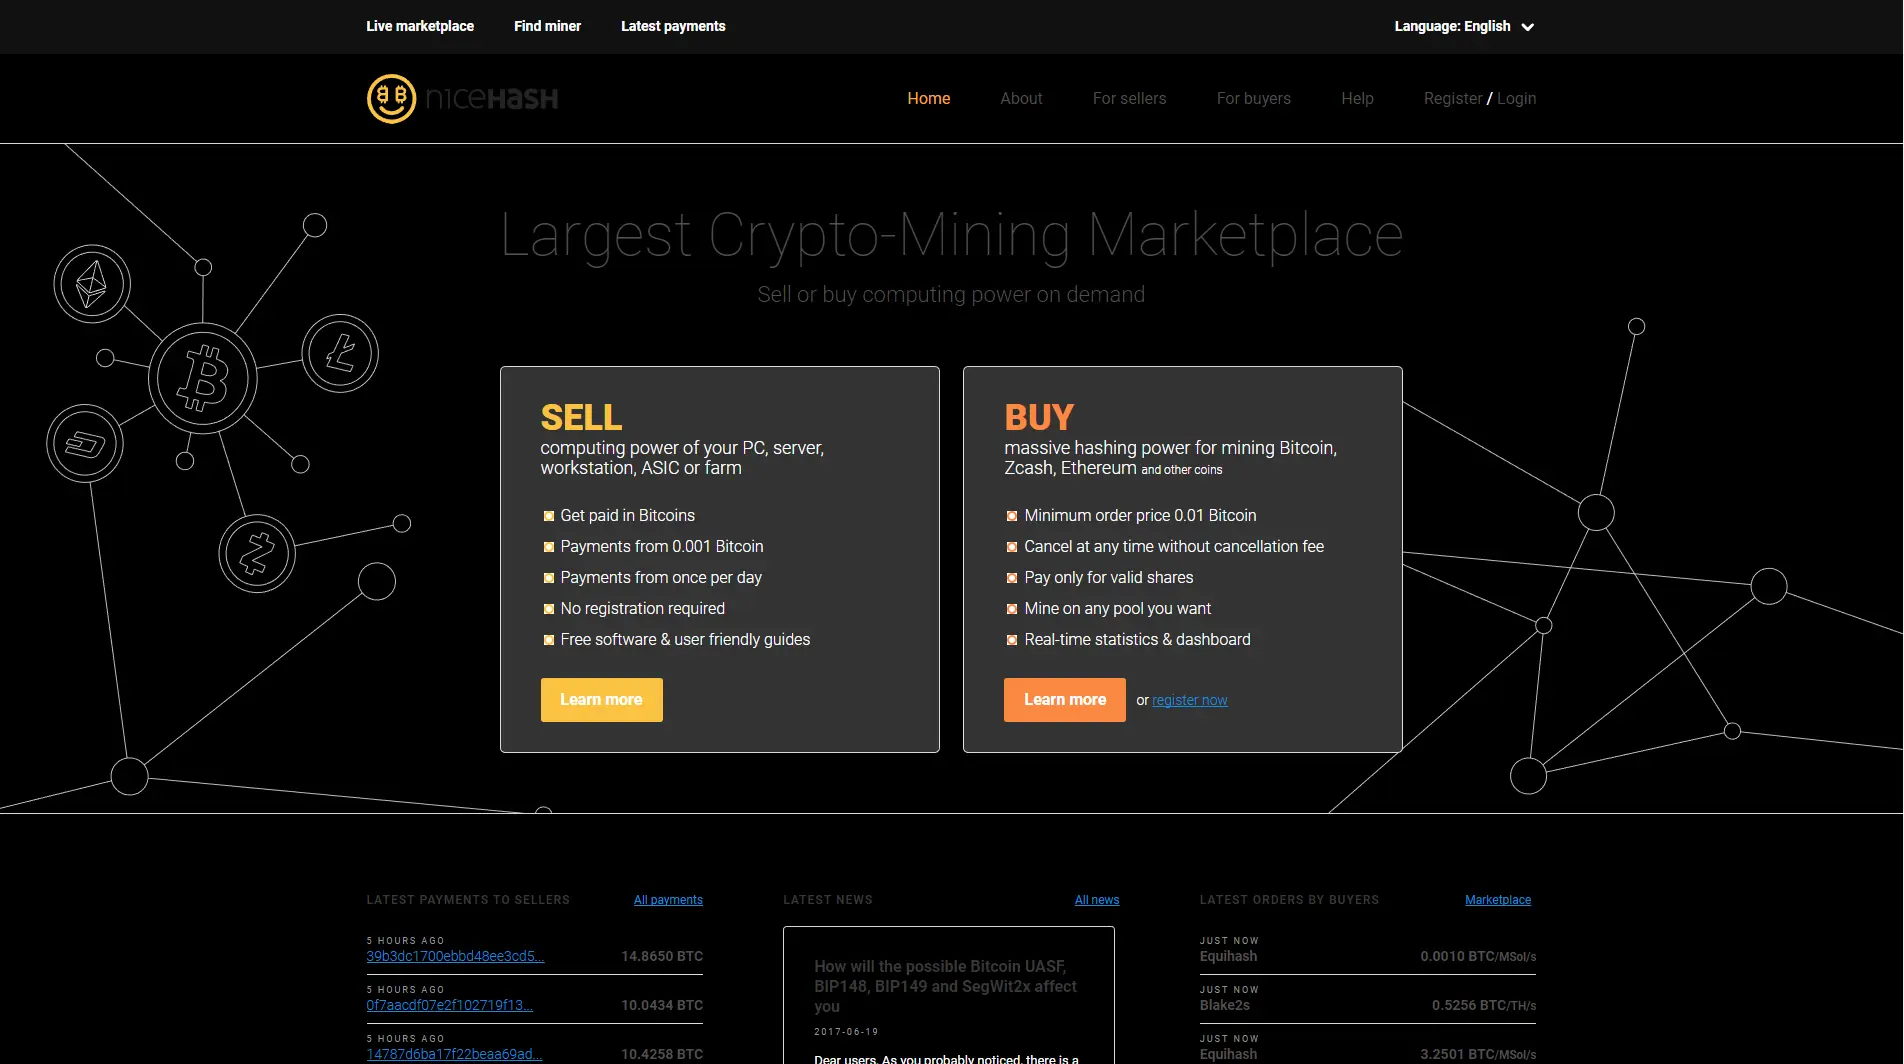 Live marketplace Find miner Latest payments Language: English
niceHasH Home About For sellers For buyers Help Register / Login
Largest Crypto-Mining Marketplace
Sell or buy computing power on demand
SELL
computing power of your PC, server,
workstation, ASIC or farm
Get paid in Bitcoins
Payments from 0.001 Bitcoin
Payments from once per day
No registration required
Free software & user friendly guides
Learn more
BUY
massive hashing power for mining Bitcoin,
Zcash, Ethereum and other coins
Minimum order price 0.01 Bitcoin
Cancel at any time without cancellation fee
Pay only for valid shares
Mine on any pool you want
Real-time statistics & dashboard
Learn more or register now
LATEST PAYMENTS TO SELLERS All payments
5 HOURS AGO
39b3dc1700ebbd48ee3cd5... 14.8650 BTC
5 HOURS AGO
0f7aacdf07e2f102719f13... 10.0434 BTC
5 HOURS AGO
14787d6ba17f22beaa69ad... 10.4258 BTC
LATEST NEWS All news
How will the possible Bitcoin UASF,
BIP148, BIP149 and SegWit2x affect
you
2017-06-19
Dear users. As you probably noticed, there is a
LATEST ORDERS BY BUYERS Marketplace
JUST NOW
Equihash 0.0010 BTC/MSol/s
JUST NOW
Blake2s 0.5256 BTC/TH/s
JUST NOW
Equihash 3.2501 BTC/MSol/s